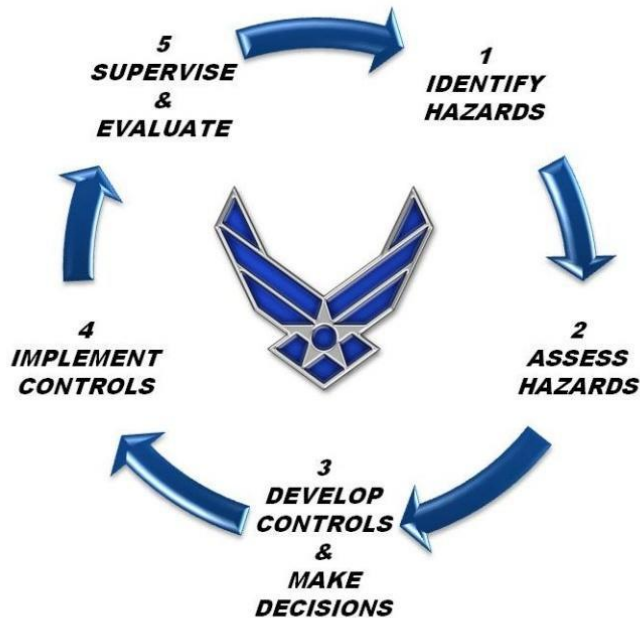 1
IDENTIFY
HAZARDS
2
ASSESS
HAZARDS
3
DEVELOP
CONTROLS
&
MAKE
DECISIONS
4
IMPLEMENT
CONTROLS
5
SUPERVISE
&
EVALUATE